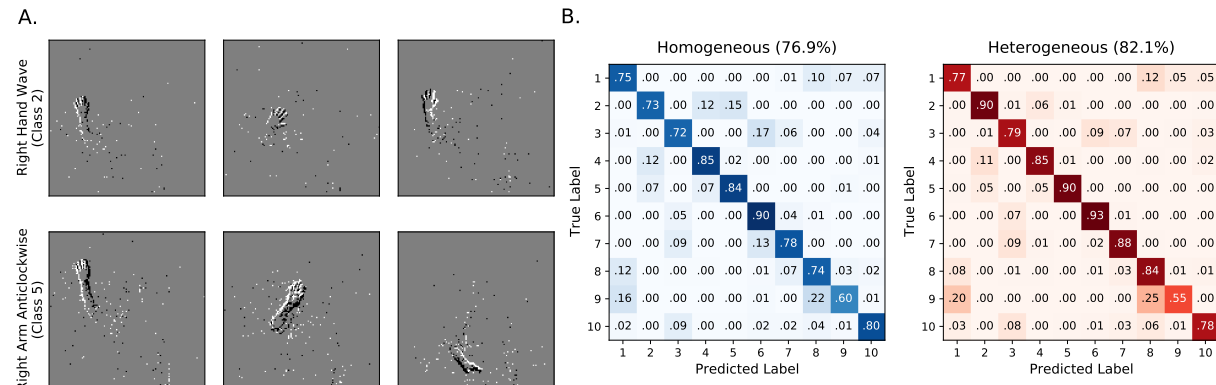 A.
Right Hand Wave
(Class 2)
Right Arm Anticlockwise
(Class 5)
B.
Homogeneous (76.9%)
True Label
1 .75 .00 .00 .00 .00 .00 .01 .10 .07 .07
2 .00 .73 .00 .12 .15 .00 .00 .00 .00 .00
3 .01 .00 .72 .00 .00 .17 .06 .00 .00 .04
4 .00 .12 .00 .85 .02 .00 .00 .00 .00 .01
5 .00 .07 .00 .07 .84 .00 .00 .00 .01 .00
6 .00 .00 .05 .00 .00 .90 .04 .01 .00 .00
7 .00 .00 .09 .00 .00 .13 .78 .00 .00 .00
8 .12 .00 .00 .00 .00 .01 .07 .74 .03 .02
9 .16 .00 .00 .00 .00 .01 .00 .22 .60 .01
10 .02 .00 .09 .00 .00 .02 .02 .04 .01 .80
1 2 3 4 5 6 7 8 9 10
Predicted Label
Heterogeneous (82.1%)
True Label
1 .77 .00 .00 .00 .00 .00 .00 .12 .05 .05
2 .00 .90 .01 .06 .01 .00 .00 .00 .00 .00
3 .00 .01 .79 .00 .00 .09 .07 .00 .00 .03
4 .00 .11 .00 .85 .01 .00 .00 .00 .00 .02
5 .00 .05 .00 .05 .90 .00 .00 .00 .00 .00
6 .00 .00 .07 .00 .00 .93 .01 .00 .00 .00
7 .00 .00 .09 .01 .00 .02 .88 .00 .00 .00
8 .08 .00 .01 .00 .00 .01 .03 .84 .01 .01
9 .20 .00 .00 .00 .00 .00 .00 .25 .55 .00
10 .03 .00 .08 .00 .00 .01 .03 .06 .01 .78
1 2 3 4 5 6 7 8 9 10
Predicted Label